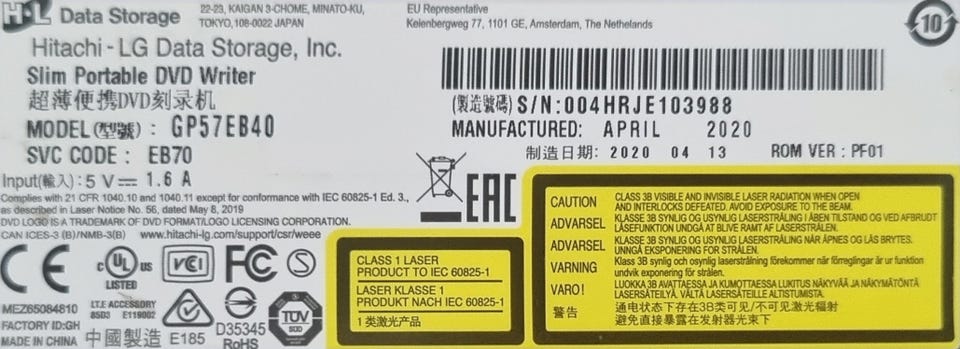 H·L Data Storage
22-23, KAIGAN 3-CHOME, MINATO-KU,
TOKYO, 108-0022 JAPAN
EU Representative
Kelenbergweg 77, 1101 GE, Amsterdam, The Netherlands
10
Hitachi-LG Data Storage, Inc.
Slim Portable DVD Writer
超薄便携DVD刻录机
MODEL(型號) : GP57EB40
SVC CODE : EB70
Input(輸入) : 5 V⎓ 1.6 A
(製造號碼) S/N:004HRJE103988
MANUFACTURED: APRIL 2020
制造日期: 2020 04 13 ROM VER : PF01
Complies with 21 CFR 1040.10 and 1040.11 except for conformance with IEC 60825-1 Ed. 3.,
as described in Laser Notice No. 56, dated May 8, 2019
DVD LOGO IS A TRADEMARK OF DVD FORMAT/LOGO LICENSING CORPORATION.
CAN ICES-3 (B)/NMB-3(B) www.hitachi-lg.com/support/csr/weee
EAC
CE
c UL us
LISTED
VCI
FC
S
I.T.E ACCESSORY
85D3 E119002
MEZ65084810
FACTORY ID:GH
MADE IN CHINA
中國製造
E185
D35345
RoHS
TÜV
SÜD
CLASS 1 LASER
PRODUCT TO IEC 60825-1
LASER KLASSE 1
PRODUKT NACH IEC 60825-1
1类激光产品
CAUTION CLASS 3B VISIBLE AND INVISIBLE LASER RADIATION WHEN OPEN
AND INTERLOCKS DEFEATED, AVOID EXPOSURE TO THE BEAM.
ADVARSEL KLASSE 3B SYNLIG OG USYNLIG LASERSTRÅLING I ÅBEN TILSTAND OG VED AFBRUDT
LÅSEFUNKTION UNDGÅ AT BLIVE RAMT AF LASERSTRÅLEN.
ADVARSEL KLASSE 3B SYNLIG OG USYNLIG LASERSTRÅLING NÅR ÅPNES OG LÅS BRYTES.
UNNGÅ EKSPONERING FOR STRÅLEN.
VARNING Klass 3B synlig och osynlig laserstrålning förekommer når förreglingar är ur funktion
undvik exponering för strålen.
VARO! LUOKKA 3B AVATTAESSA JA KUMOTTAESSA LUKITUS NÄKYVÄÄ JA NÄKYMÄTÖNTÄ
LASERSÄTEILYÄ, VÄLTÄ LASERSÄTEILLE ALTISTUMISTA.
警告 通电状态下存在3B类可见/不可见激光辐射
避免直接暴露在发射器光束下